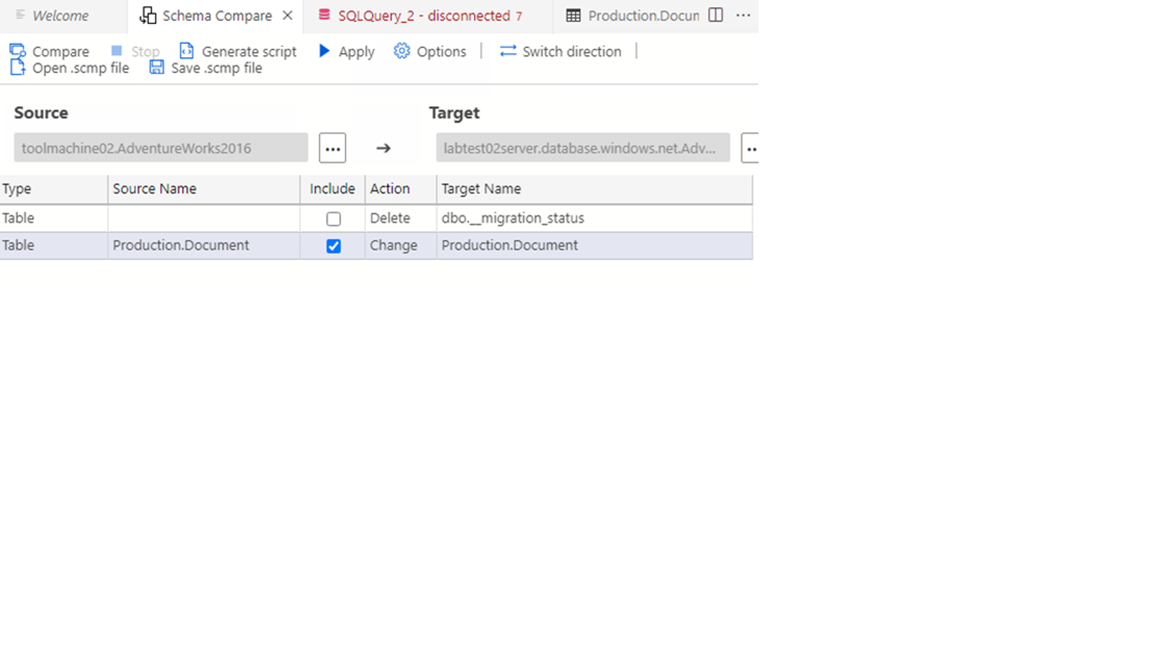 Welcome Schema Compare SQLQuery_2 - disconnected 7 Production.Docun ...
Compare Stop Generate script Apply Options | Switch direction |
Open .scmp file Save .scmp file
Source Target
toolmachine02.AdventureWorks2016 ... → labtest02server.database.windows.net.Adv... ..
Type Source Name Include Action Target Name
Table Delete dbo.__migration_status
Table Production.Document Change Production.Document